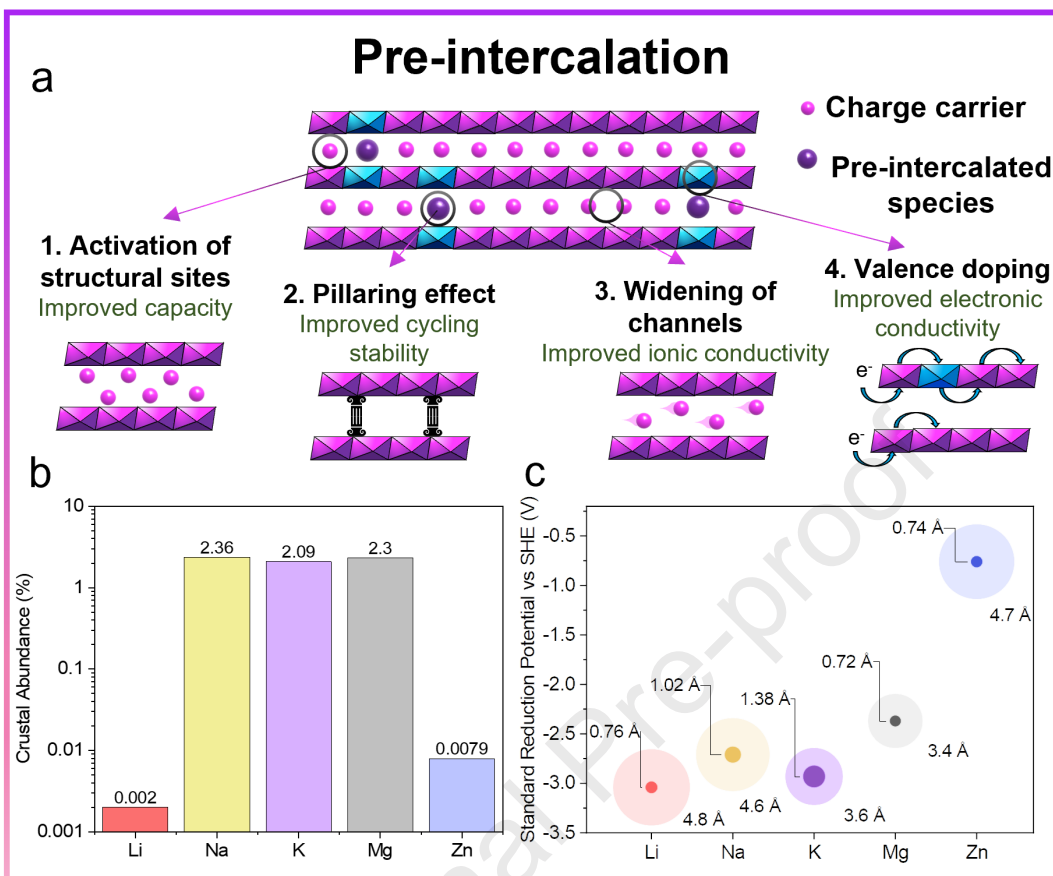 a
Pre-intercalation
Charge carrier
Pre-intercalated
species
1. Activation of
structural sites
Improved capacity
2. Pillaring effect
Improved cycling
stability
3. Widening of
channels
Improved ionic conductivity
4. Valence doping
Improved electronic
conductivity
e-
e-
b
Crustal Abundance (%)
10
1
0.1
0.01
0.001
0.002
2.36
2.09
2.3
0.0079
Li
Na
K
Mg
Zn
c
Standard Reduction Potential vs SHE (V)
-0.5
-1.0
-1.5
-2.0
-2.5
-3.0
-3.5
0.76 Å
4.8 Å
1.02 Å
4.6 Å
1.38 Å
3.6 Å
0.72 Å
3.4 Å
0.74 Å
4.7 Å
Li
Na
K
Mg
Zn
nal Pre-proof